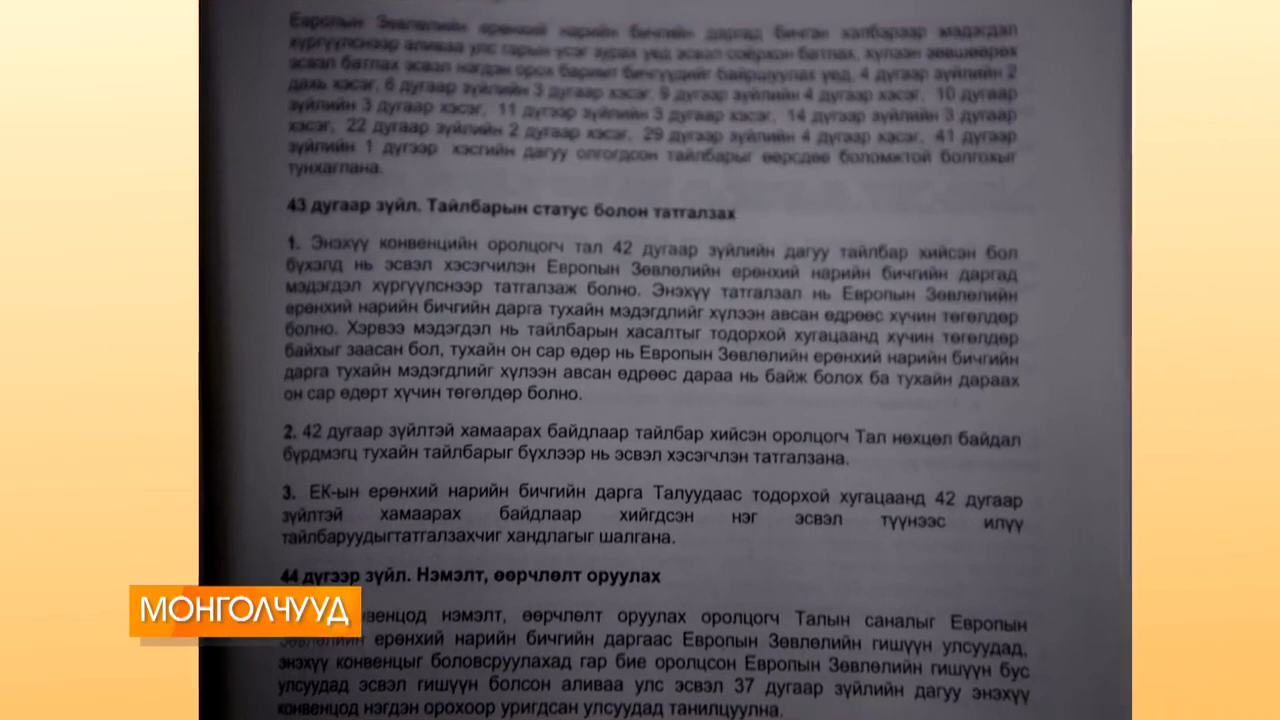 Европын Зөвлөлийн ерөнхий нарийн бичгийн даргад бичгэн хэлбэрээр мэдэгдэл
хүргүүлснээр аливаа улс гарын үсэг зурах үед эсвэл соёрхон батлах, хүлээн зөвшөөрөх
эсвэл батлах эсвэл нэгдэн орох баримт бичгүүдийг байршуулах үед, 4 дүгээр зүйлийн 2
дахь хэсэг, 6 дугаар зүйлийн 3 дугаар хэсэг, 9 дүгээр зүйлийн 4 дүгээр хэсэг, 10 дугаар
зүйлийн 3 дугаар хэсэг, 11 дүгээр зүйлийн 3 дугаар хэсэг, 14 дүгээр зүйлийн 3 дугаар
хэсэг, 22 дугаар зүйлийн 2 дугаар хэсэг, 29 дүгээр зүйлийн 4 дүгээр хэсэг, 41 дүгээр
зүйлийн 1 дүгээр хэсгийн дагуу олгогдсон тайлбарыг өөрсдөө боломжтой болгохыг
тунхаглана.
43 дугаар зүйл. Тайлбарын статус болон татгалзах
1. Энэхүү конвенцийн оролцогч тал 42 дугаар зүйлийн дагуу тайлбар хийсэн бол
бүхэлд нь эсвэл хэсэгчилэн Европын Зөвлөлийн ерөнхий нарийн бичгийн даргад
мэдэгдэл хүргүүлснээр татгалзаж болно. Энэхүү татгалзал нь Европын Зөвлөлийн
ерөнхий нарийн бичгийн дарга тухайн мэдэгдлийг хүлээн авсан өдрөөс хүчин төгөлдөр
болно. Хэрвээ мэдэгдэл нь тайлбарын хасалтыг тодорхой хугацаанд хүчин төгөлдөр
байхыг заасан бол, тухайн он сар өдөр нь Европын Зөвлөлийн ерөнхий нарийн бичгийн
дарга тухайн мэдэгдлийг хүлээн авсан өдрөөс дараа нь байж болох ба тухайн дараах
он сар өдөрт хүчин төгөлдөр болно.
2. 42 дугаар зүйлтэй хамаарах байдлаар тайлбар хийсэн оролцогч Тал нөхцөл байдал
бүрдмэгц тухайн тайлбарыг бүхлээр нь эсвэл хэсэгчлэн татгалзана.
3. ЕК-ын ерөнхий нарийн бичгийн дарга Талуудаас тодорхой хугацаанд 42 дугаар
зүйлтэй хамаарах байдлаар хийгдсэн нэг эсвэл түүнээс илүү
тайлбаруудыгтатгалзахчиг хандлагыг шалгана.
44 дүгээр зүйл. Нэмэлт, өөрчлөлт оруулах
МОНГОЛЧУУД
нвенцод нэмэлт, өөрчлөлт оруулах оролцогч Талын саналыг Европын
Зөвлөлийн ерөнхий нарийн бичгийн даргаас Европын Зөвлөлийн гишүүн улсуудад,
энэхүү конвенцыг боловсруулахад гар бие оролцсон Европын Зөвлөлийн гишүүн бус
улсуудад эсвэл гишүүн болсон аливаа улс эсвэл 37 дугаар зүйлийн дагуу энэхүү
конвенцод нэгдэн орохоор уригдсан улсуудад танилцуулна.